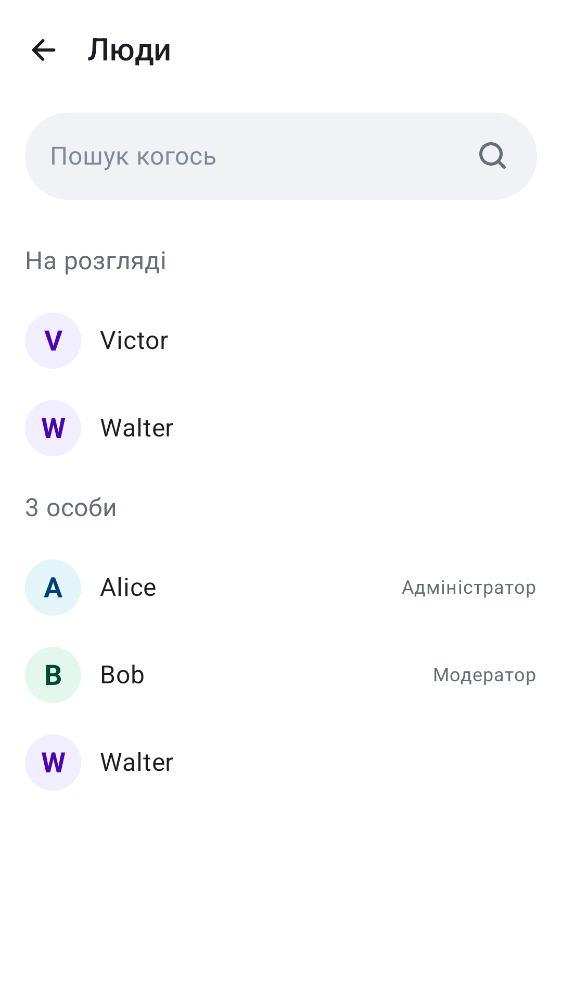 Люди
Пошук когось
На розгляді
V Victor
W Walter
3 особи
A Alice Адміністратор
B Bob Модератор
W Walter